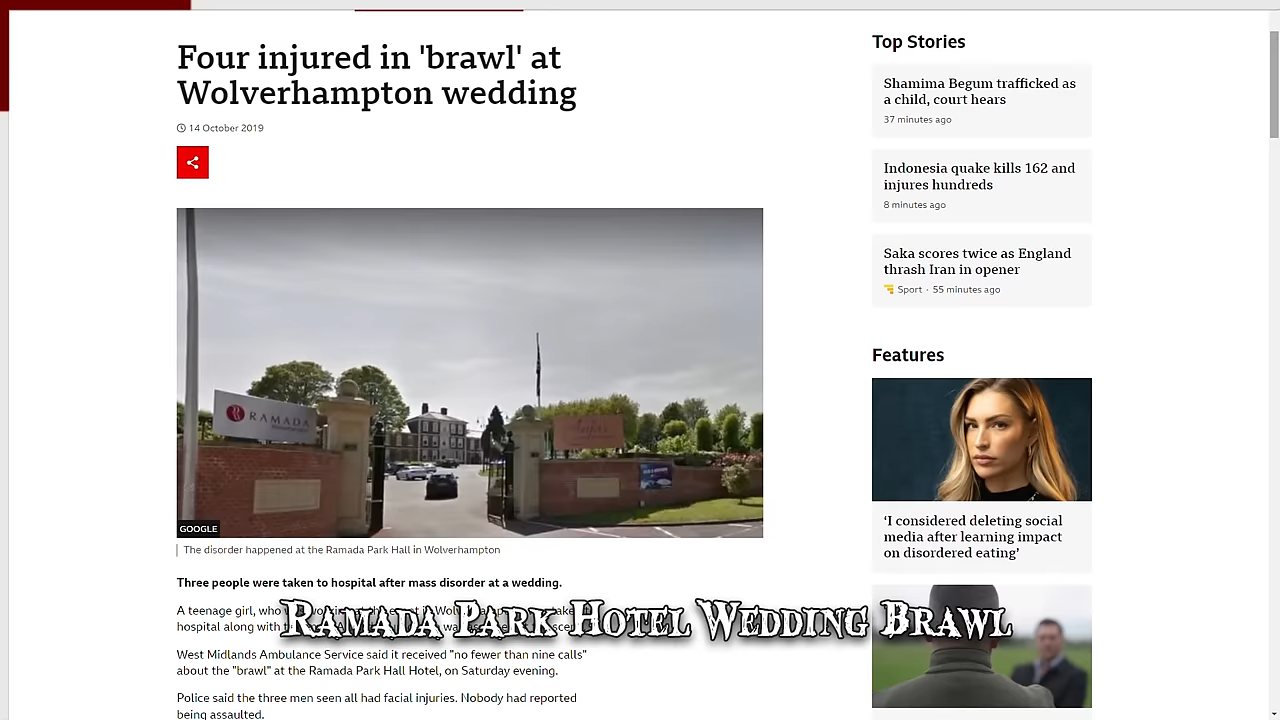 Four injured in 'brawl' at
Wolverhampton wedding
14 October 2019
RAMADA
GOOGLE
The disorder happened at the Ramada Park Hall in Wolverhampton
Three people were taken to hospital after mass disorder at a wedding.
A teenage girl, who
hospital along with
West Midlands Ambulance Service said it received "no fewer than nine calls"
about the "brawl" at the Ramada Park Hall Hotel, on Saturday evening.
Police said the three men seen all had facial injuries. Nobody had reported
being assaulted.
Ramada Park Hotel Wedding Brawl
Top Stories
Shamima Begum trafficked as
a child, court hears
37 minutes ago
Indonesia quake kills 162 and
injures hundreds
8 minutes ago
Saka scores twice as England
thrash Iran in opener
Sport · 55 minutes ago
Features
‘I considered deleting social
media after learning impact
on disordered eating’